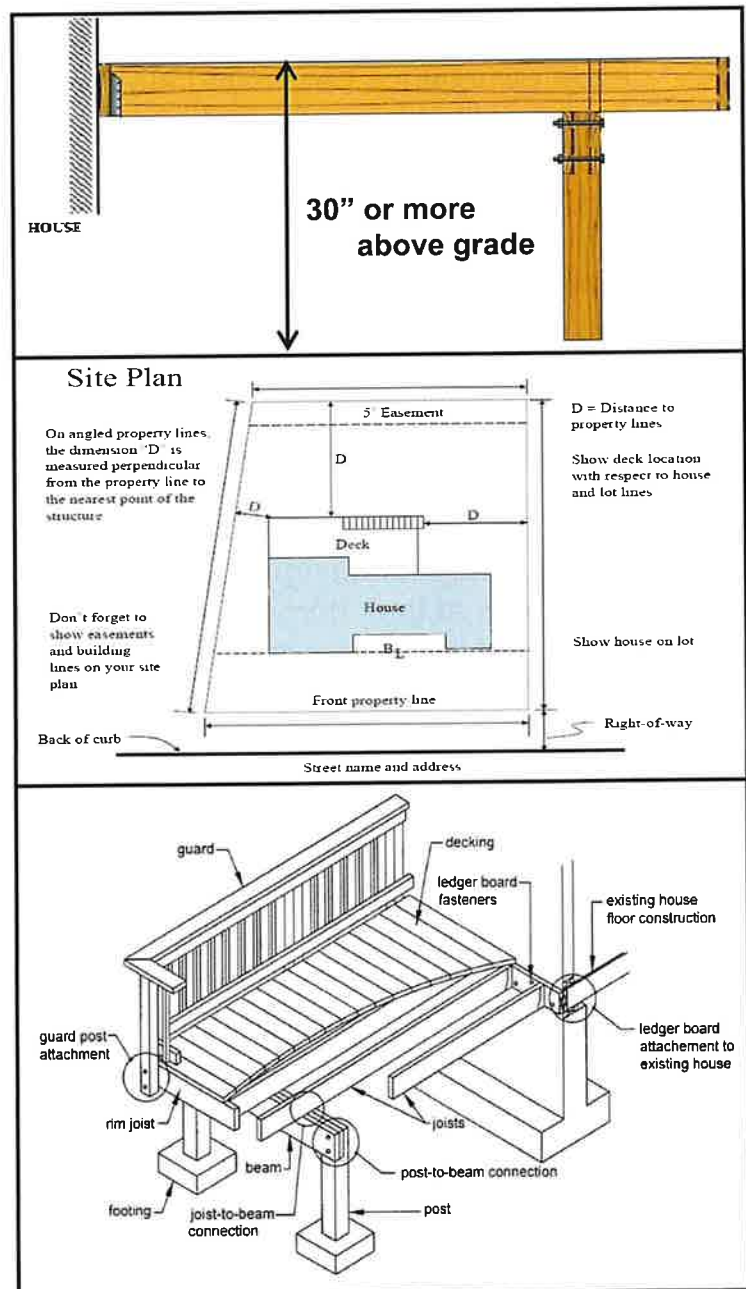 HOUSE
30” or more
above grade
Site Plan
On angled property lines,
the dimension "D" is
measured perpendicular
from the property line to
the nearest point of the
structure
Don't forget to
show easements
and building
lines on your site
plan
5' Easement
D
D
D
Deck
House
BL
Front property line
D = Distance to
property lines
Show deck location
with respect to house
and lot lines
Show house on lot
Right-of-way
Back of curb
Street name and address
guard
decking
ledger board
fasteners
existing house
floor construction
guard post
attachment
ledger board
attachement to
existing house
rim joist
joists
beam
post-to-beam connection
footing
joist-to-beam
connection
post